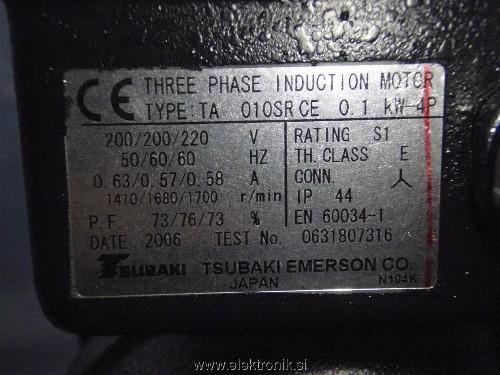 CE THREE PHASE INDUCTION MOTOR
TYPE:TA 010SR CE 0.1 kW-4P
200/200/220 V RATING S1
50/60/60 HZ TH. CLASS E
0.63/0.57/0.58 A CONN.
1410/1680/1700 r/min IP 44
P.F 73/76/73 % EN 60034-1
DATE 2006 TEST No. 0631807316
TSUBAKI TSUBAKI EMERSON CO.
JAPAN N104K
www.elektronik.si